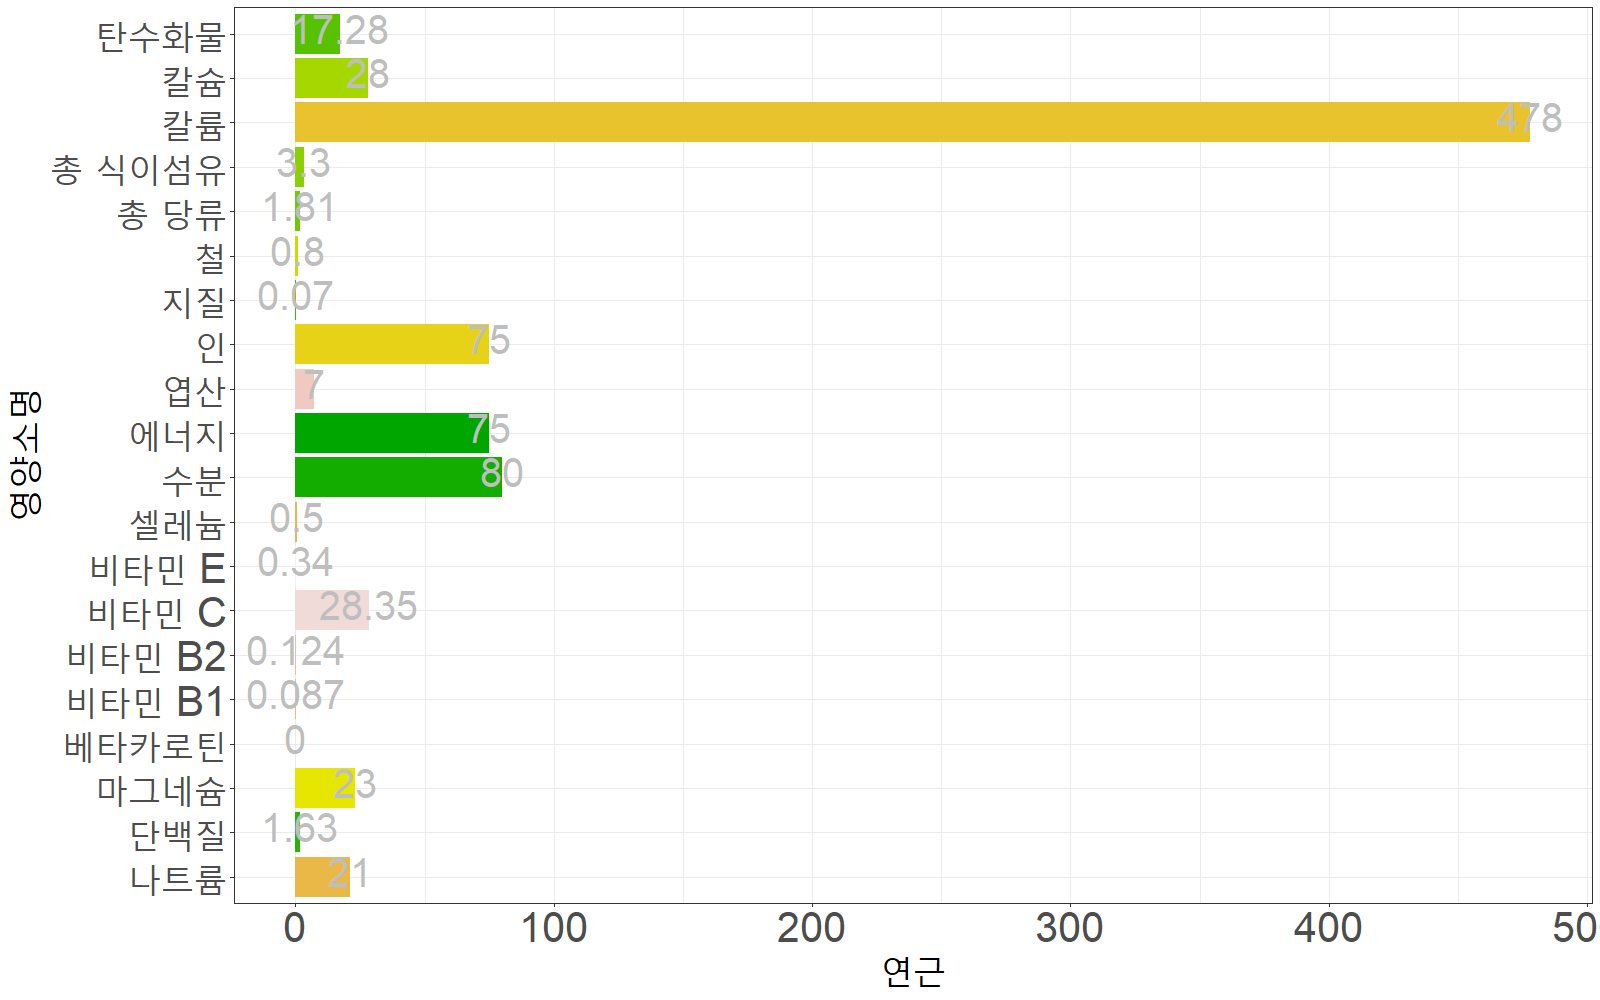 탄수화물 17.28
칼슘 28
칼륨 478
총 식이섬유 3.3
총 당류 1.81
철 0.8
지질 0.07
인 75
엽산 7
에너지 75
수분 80
셀레늄 0.5
비타민 E 0.34
비타민 C 28.35
비타민 B2 0.124
비타민 B1 0.087
베타카로틴 0
마그네슘 23
단백질 1.63
나트륨 21
영양소명
0 100 200 300 400 50
연근